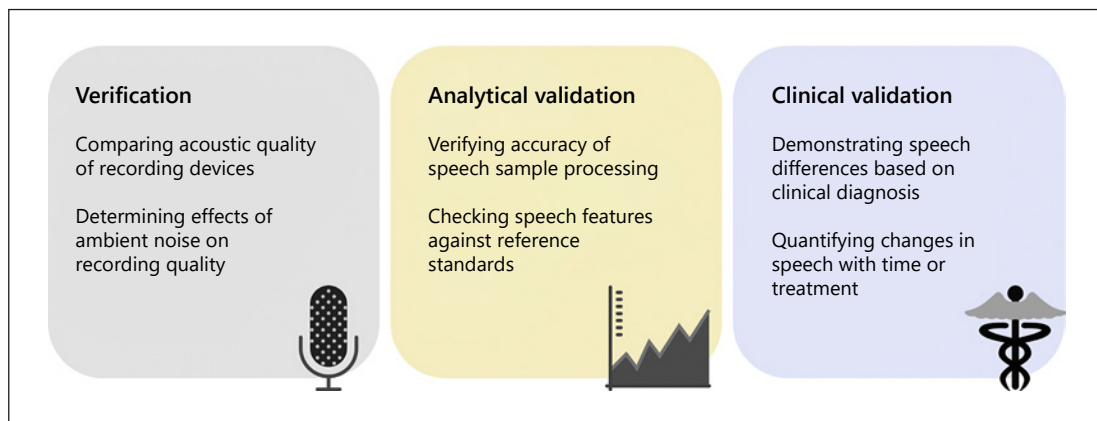 Verification
Comparing acoustic quality
of recording devices
Determining effects of
ambient noise on
recording quality
Analytical validation
Verifying accuracy of
speech sample processing
Checking speech features
against reference
standards
Clinical validation
Demonstrating speech
differences based on
clinical diagnosis
Quantifying changes in
speech with time or
treatment